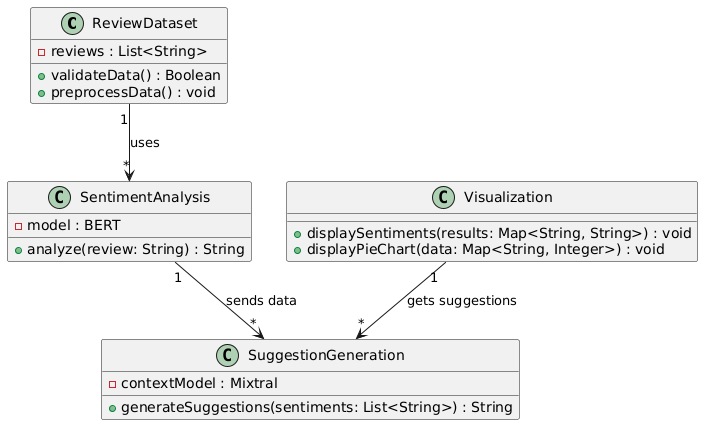 C ReviewDataset
reviews : List<String>
validateData() : Boolean
preprocessData() : void
1
uses
*
C SentimentAnalysis
model : BERT
analyze(review: String) : String
C Visualization
displaySentiments(results: Map<String, String>) : void
displayPieChart(data: Map<String, Integer>) : void
1
sends data
*
1
gets suggestions
*
C SuggestionGeneration
contextModel : Mixtral
generateSuggestions(sentiments: List<String>) : String